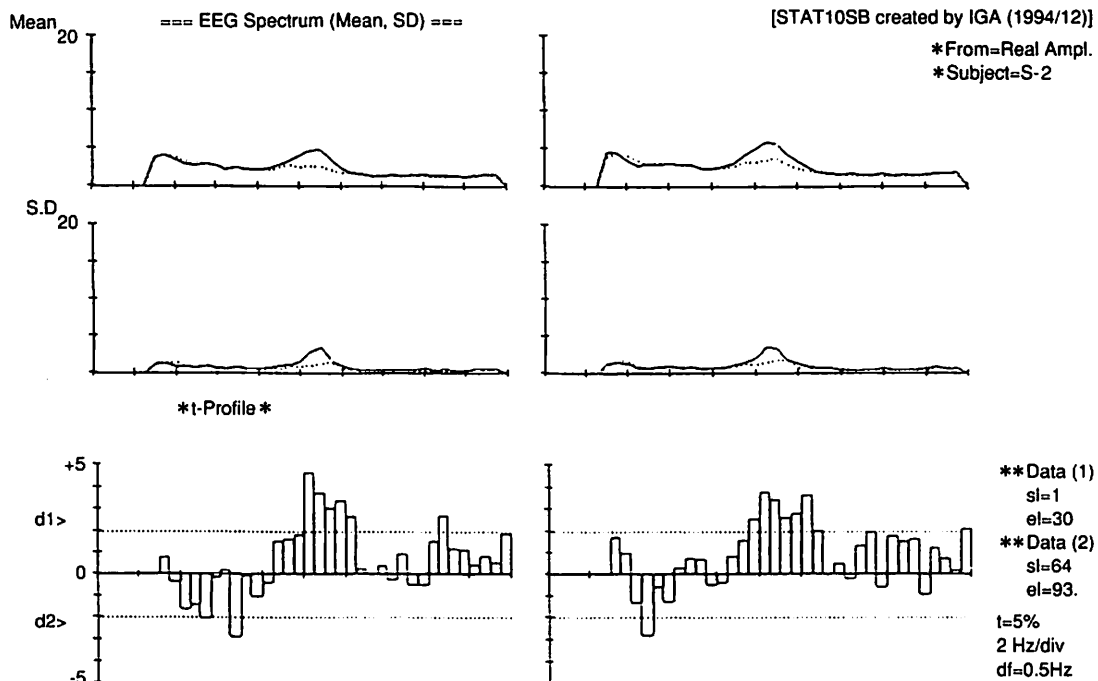 Mean
=== EEG Spectrum (Mean, SD) ===
[STAT10SB created by IGA (1994/12)]
20
*From=Real Ampl.
*Subject=S-2
S.D
20
*t-Profile*
+5
d1>
0
d2>
-5
**Data (1)
sl=1
el=30
**Data (2)
sl=64
el=93.
t=5%
2 Hz/div
df=0.5Hz